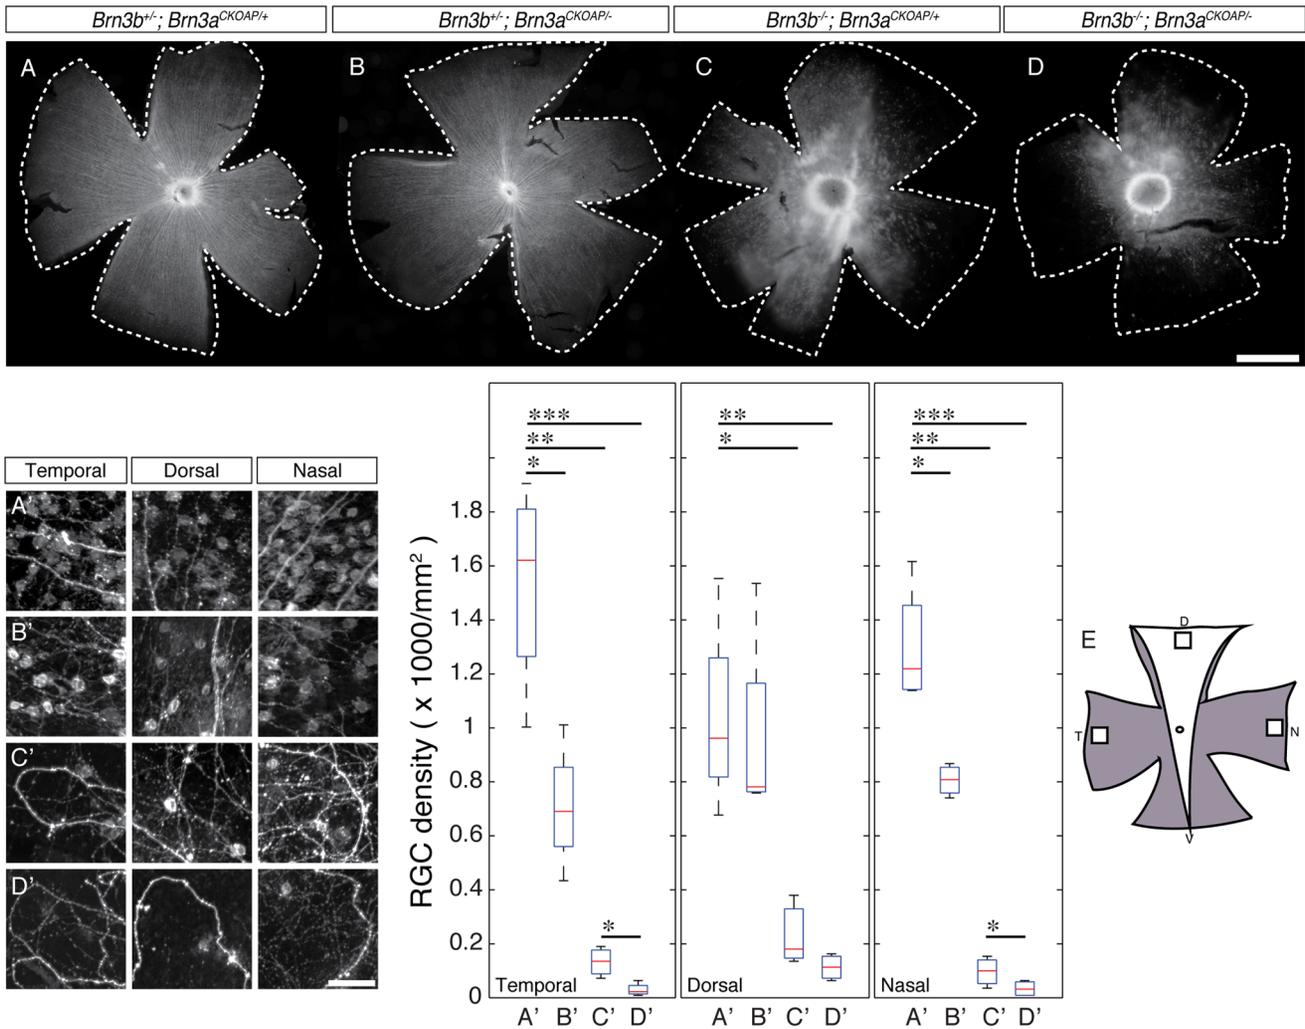 Brn3b+/-; Brn3aCKOAP/+
Brn3b+/-; Brn3aCKOAP/-
Brn3b-/-; Brn3aCKOAP/+
Brn3b-/-; Brn3aCKOAP/-
A
B
C
D
Temporal
Dorsal
Nasal
A'
B'
C'
D'
RGC density ( x 1000/mm2 )
1.8
1.6
1.4
1.2
1
0.8
0.6
0.4
0.2
0
***
**
*
*
Temporal
A' B' C' D'
**
*
Dorsal
A' B' C' D'
***
**
*
*
Nasal
A' B' C' D'
E
D
T
N
V